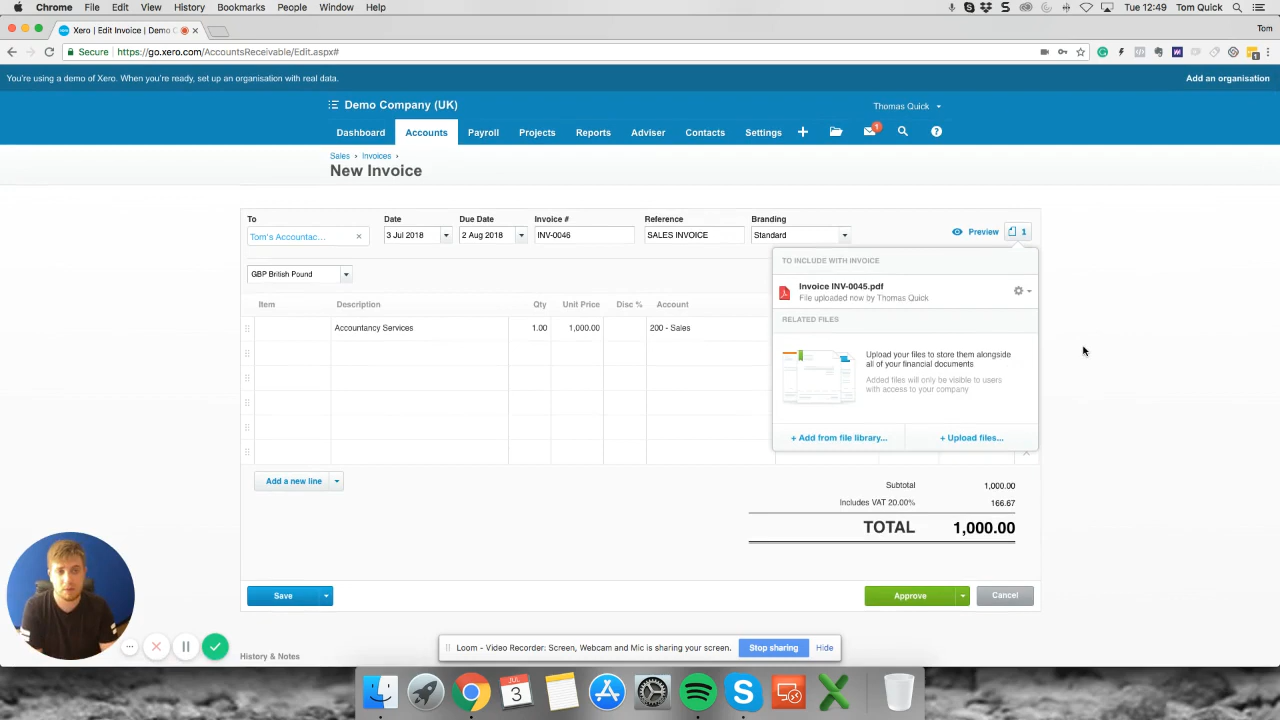 Chrome File Edit View History Bookmarks People Window Help Tue 12:49 Tom Quick
Xero | Edit Invoice | Demo C
Tom
Secure https://go.xero.com/AccountsReceivable/Edit.aspx#
You're using a demo of Xero. When you're ready, set up an organisation with real data. Add an organisation
Demo Company (UK) Thomas Quick
Dashboard Accounts Payroll Projects Reports Adviser Contacts Settings 1
Sales › Invoices ›
New Invoice
To Date Due Date Invoice # Reference Branding
Tom's Accountac... 3 Jul 2018 2 Aug 2018 INV-0046 SALES INVOICE Standard Preview 1
TO INCLUDE WITH INVOICE
GBP British Pound
Invoice INV-0045.pdf
File uploaded now by Thomas Quick
Item Description Qty Unit Price Disc % Account
RELATED FILES
Accountancy Services 1.00 1,000.00 200 - Sales
Upload your files to store them alongside
all of your financial documents
Added files will only be visible to users
with access to your company
+ Add from file library... + Upload files...
Add a new line
Subtotal 1,000.00
Includes VAT 20.00% 166.67
TOTAL 1,000.00
Save Approve Cancel
Loom - Video Recorder: Screen, Webcam and Mic is sharing your screen. Stop sharing Hide
History & Notes
JUL
3